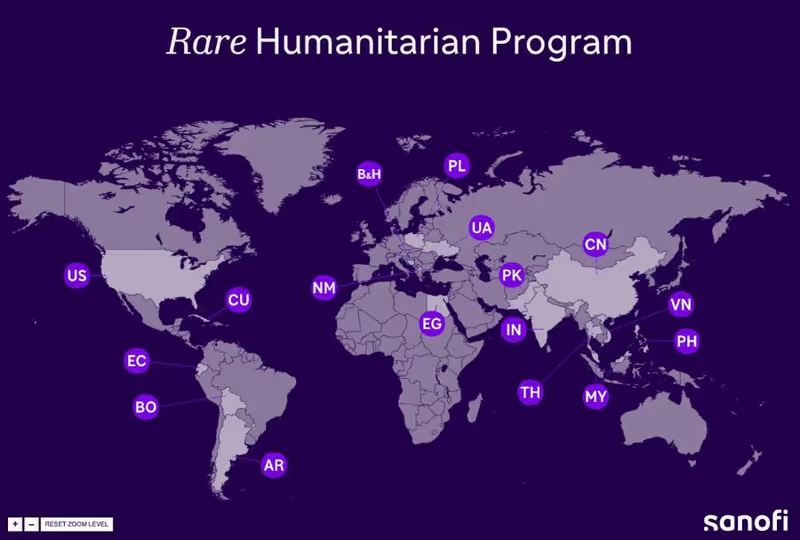 Rare Humanitarian Program
PL
B&H
UA
CN
US
PK
NM
CU
VN
EG
IN
PH
EC
TH
MY
BO
AR
+ − RESET ZOOM LEVEL
sanofi